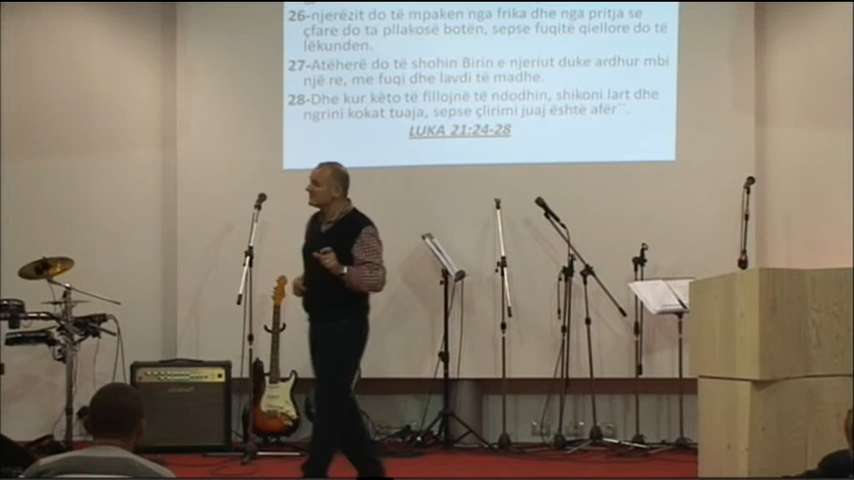 26-njerëzit do të mpaken nga frika dhe nga pritja se
çfare do ta pllakosë botën, sepse fuqitë qiellore do të
lëkunden.
27-Atëherë do të shohin Birin e njeriut duke ardhur mbi
një re, me fuqi dhe lavdi të madhe.
28-Dhe kur këto të fillojnë të ndodhin, shikoni lart dhe
ngrini kokat tuaja, sepse çlirimi juaj është afër¨.
LUKA 21:24-28